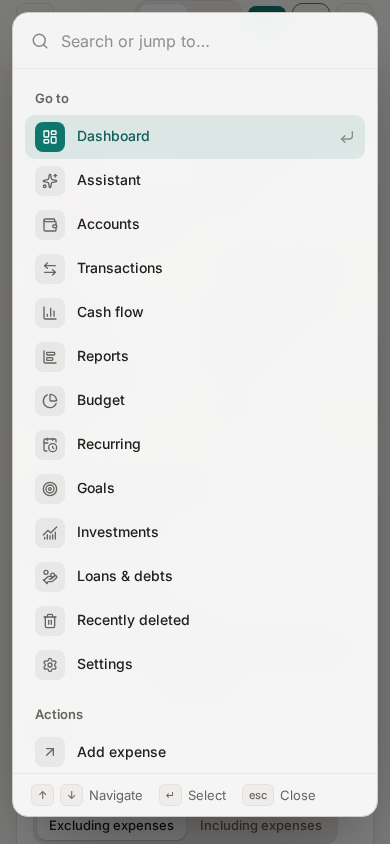 Search or jump to...
Go to
Dashboard
Assistant
Accounts
Transactions
Cash flow
Reports
Budget
Recurring
Goals
Investments
Loans & debts
Recently deleted
Settings
Actions
Add expense
↑ ↓ Navigate ↵ Select esc Close
Excluding expenses Including expenses